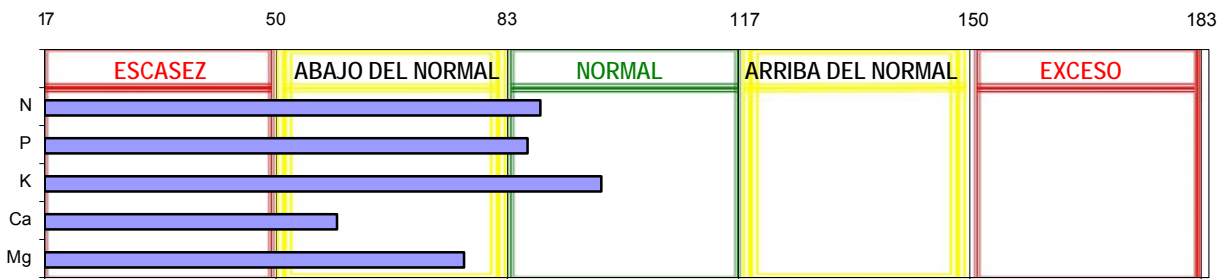 17 50 83 117 150 183
ESCASEZ ABAJO DEL NORMAL NORMAL ARRIBA DEL NORMAL EXCESO
N
P
K
Ca
Mg